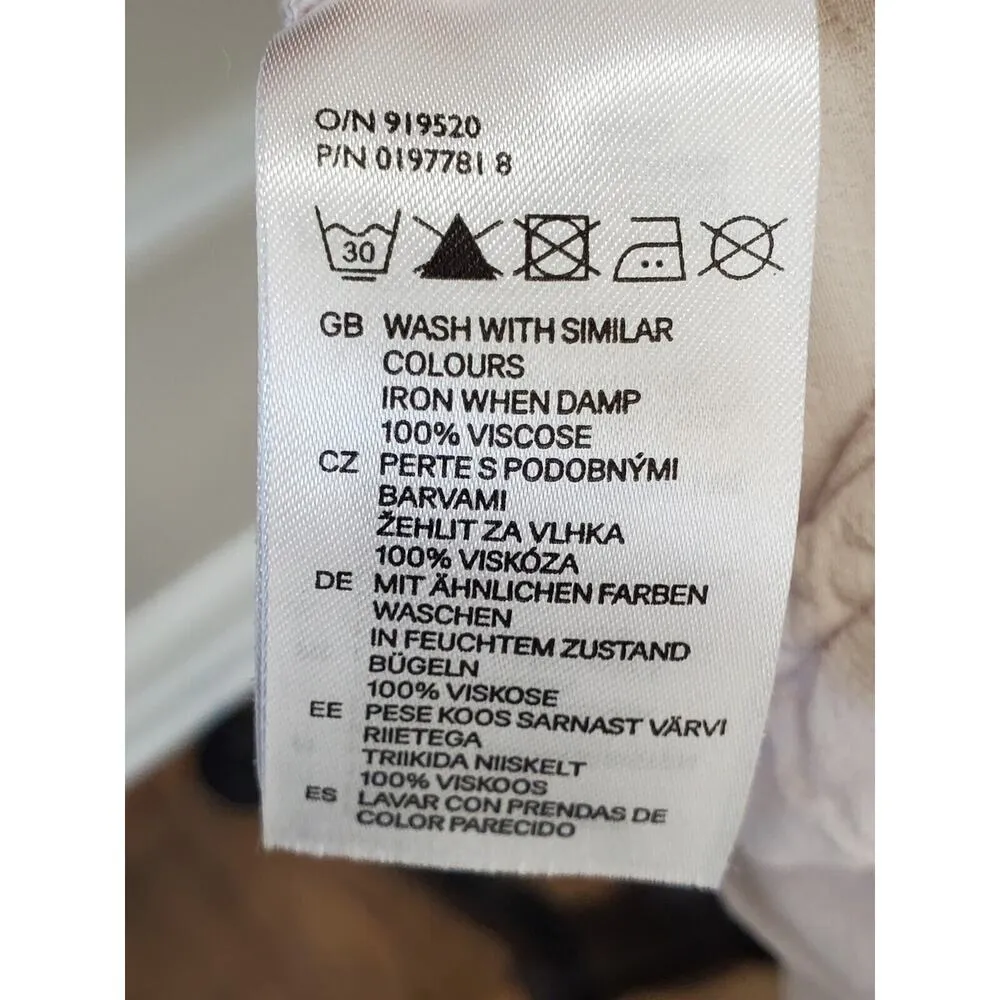 O/N 919520
P/N 0197781 8
30
GB WASH WITH SIMILAR
COLOURS
IRON WHEN DAMP
100% VISCOSE
CZ PERTE S PODOBNÝMI
BARVAMI
ŽEHLIT ZA VLHKA
100% VISKÓZA
DE MIT ÄHNLICHEN FARBEN
WASCHEN
IN FEUCHTEM ZUSTAND
BÜGELN
100% VISKOSE
EE PESE KOOS SARNAST VÄRVI
RIIETEGA
TRIIKIDA NIISKELT
100% VISKOOS
ES LAVAR CON PRENDAS DE
COLOR PARECIDO